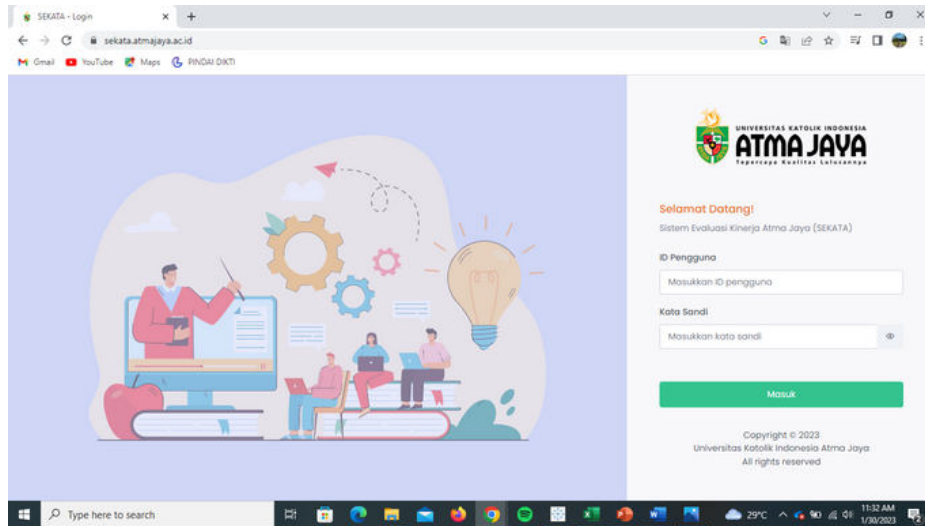 SEKATA - Login
sekata.atmajaya.ac.id
Gmail YouTube Maps PINDAI DIKTI
UNIVERSITAS KATOLIK INDONESIA
ATMA JAYA
Tepercaya Kualitas Lulusannya
Selamat Datang!
Sistem Evaluasi Kinerja Atma Jaya (SEKATA)
ID Pengguna
Masukkan ID pengguna
Kata Sandi
Masukkan kata sandi
Masuk
Copyright © 2023
Universitas Katolik Indonesia Atma Jaya
All rights reserved
Type here to search
29°C
11:32 AM
1/30/2023